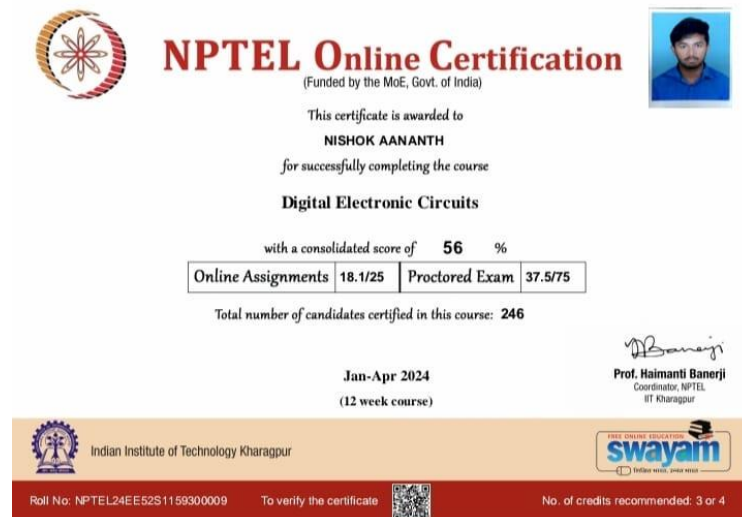 NPTEL Online Certification
(Funded by the MoE, Govt. of India)
This certificate is awarded to
NISHOK AANANTH
for successfully completing the course
Digital Electronic Circuits
with a consolidated score of 56 %
Online Assignments 18.1/25 Proctored Exam 37.5/75
Total number of candidates certified in this course: 246
Jan-Apr 2024
(12 week course)
Prof. Haimanti Banerji
Coordinator, NPTEL
IIT Kharagpur
Indian Institute of Technology Kharagpur
FREE ONLINE EDUCATION
swayam
Roll No: NPTEL24EE52S1159300009 To verify the certificate No. of credits recommended: 3 or 4